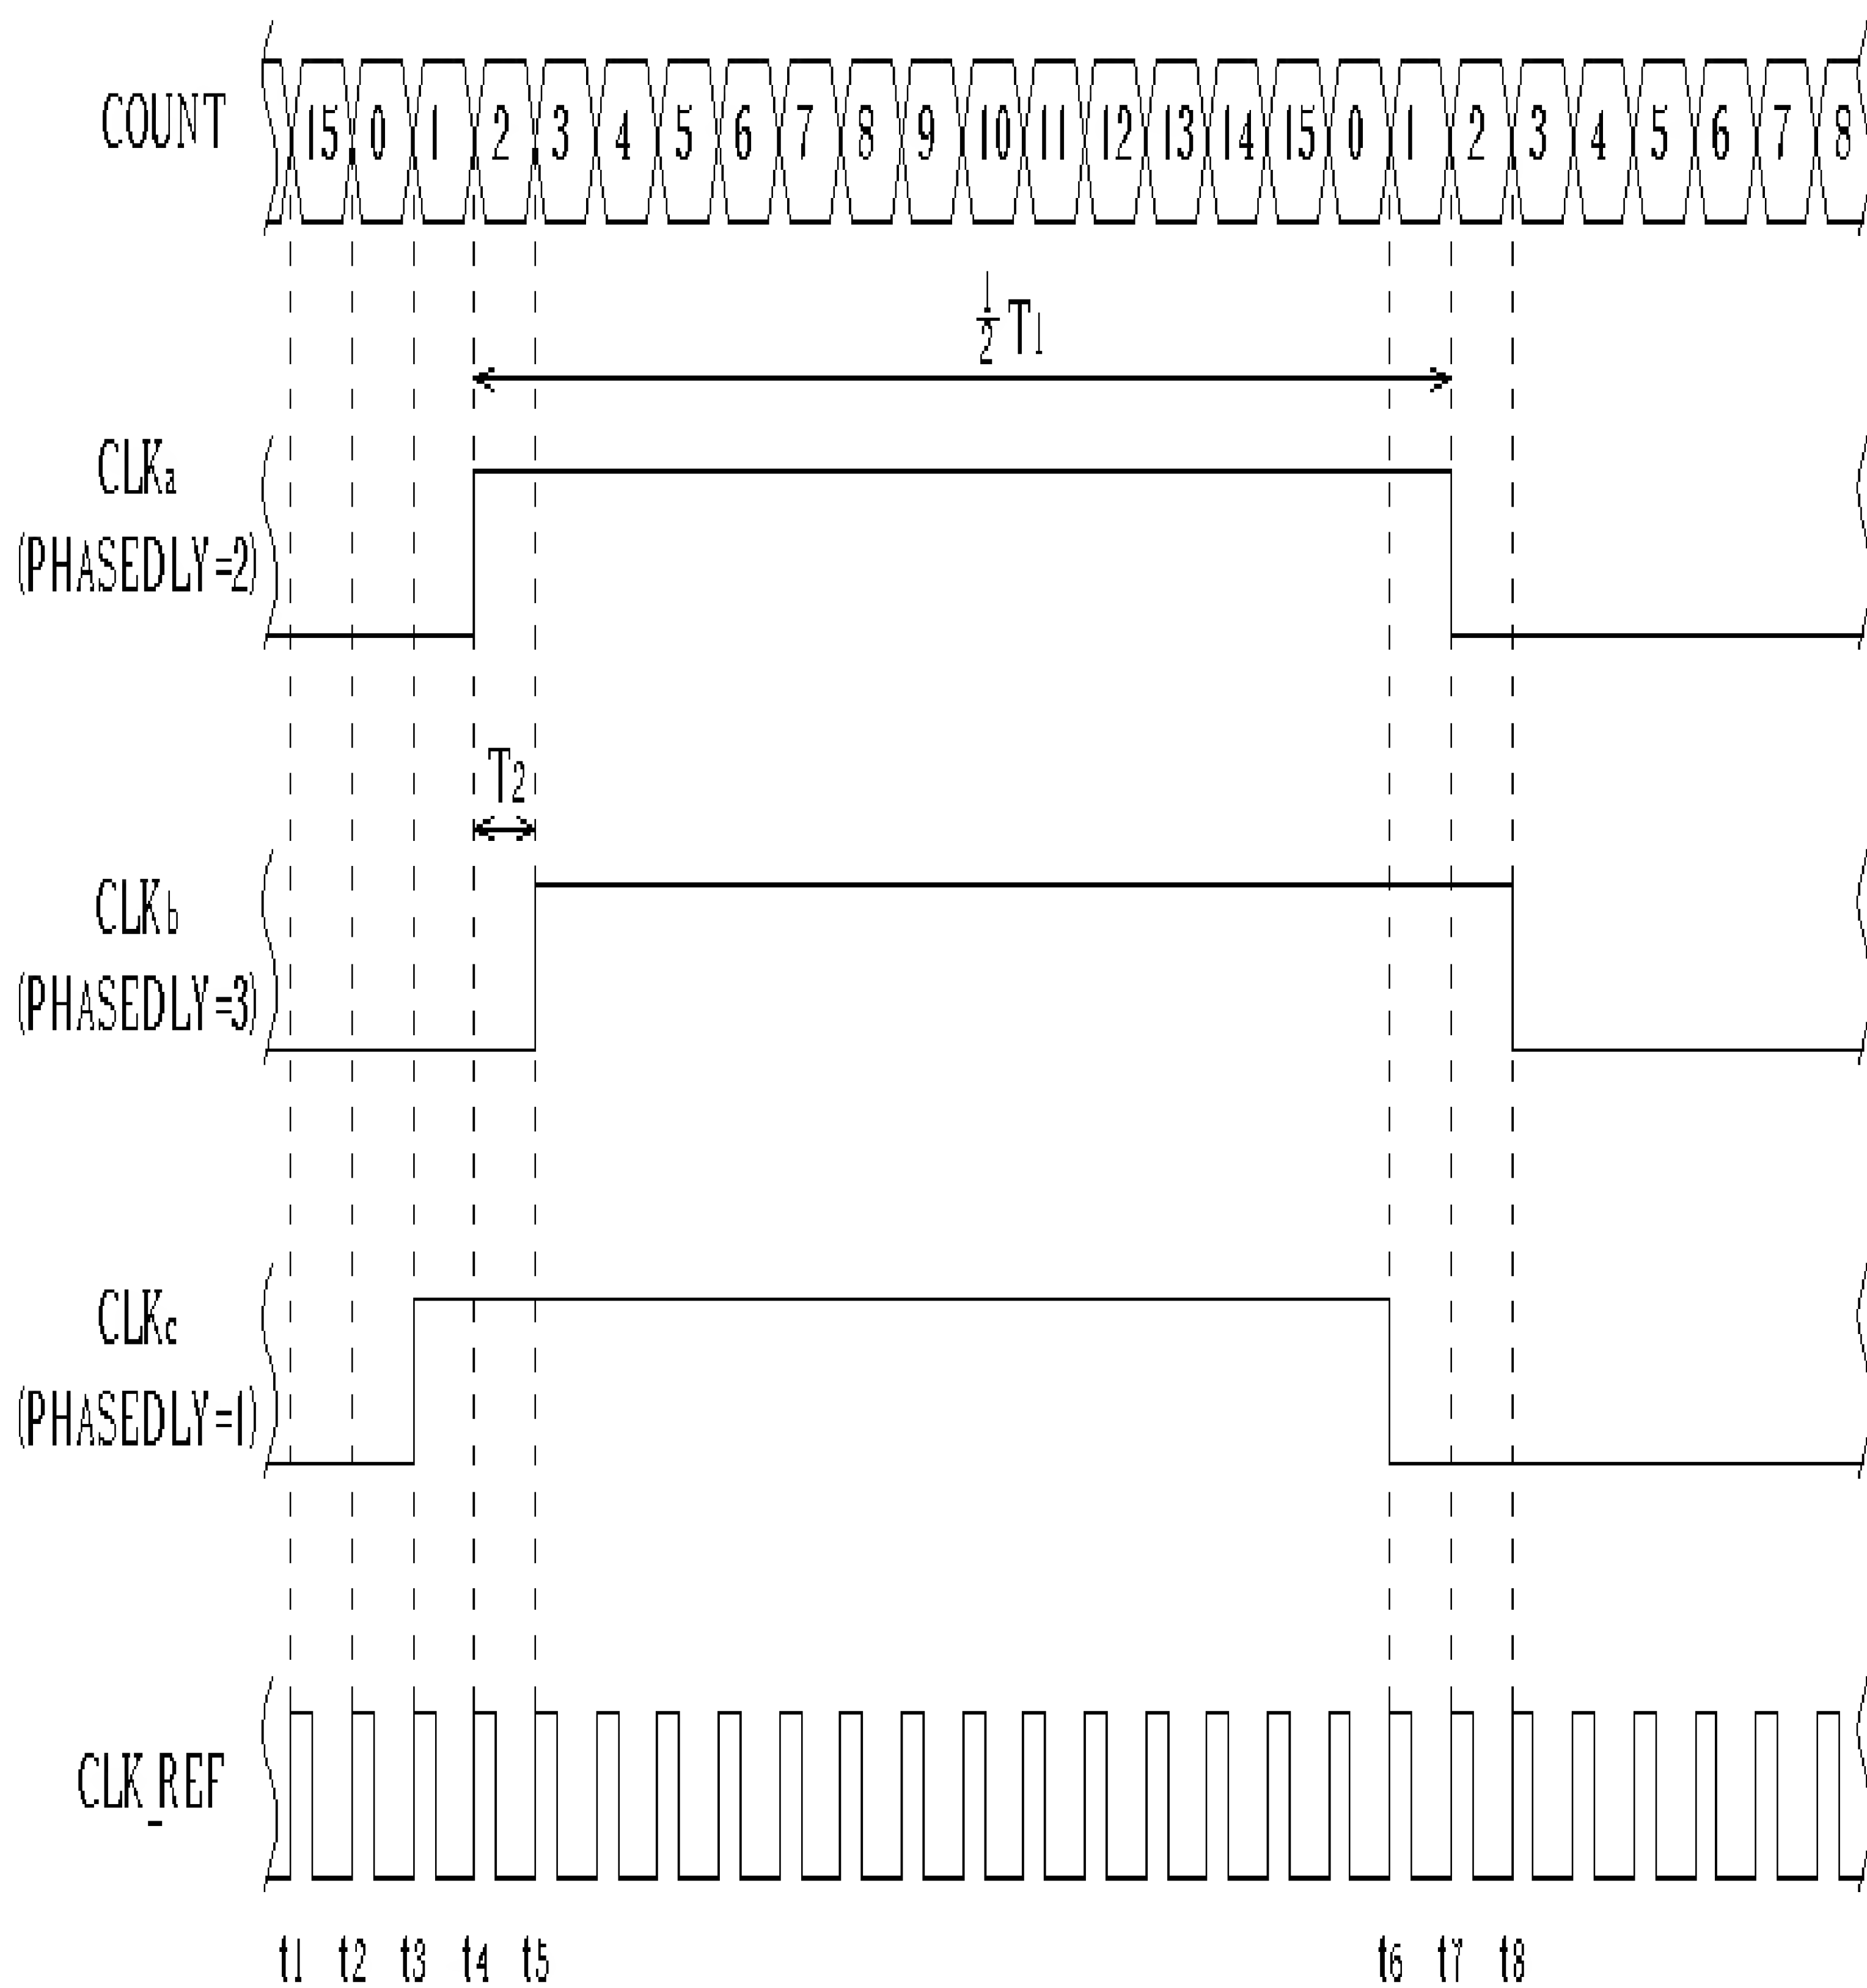 COUNT 15 0 1 2 3 4 5 6 7 8 9 10 11 12 13 14 15 0 1 2 3 4 5 6 7 8
1/2 T1
CLKa
(PHASEDLY=2)
T2
CLKb
(PHASEDLY=3)
CLKc
(PHASEDLY=1)
CLK_REF
t1 t2 t3 t4 t5 t6 t7 t8